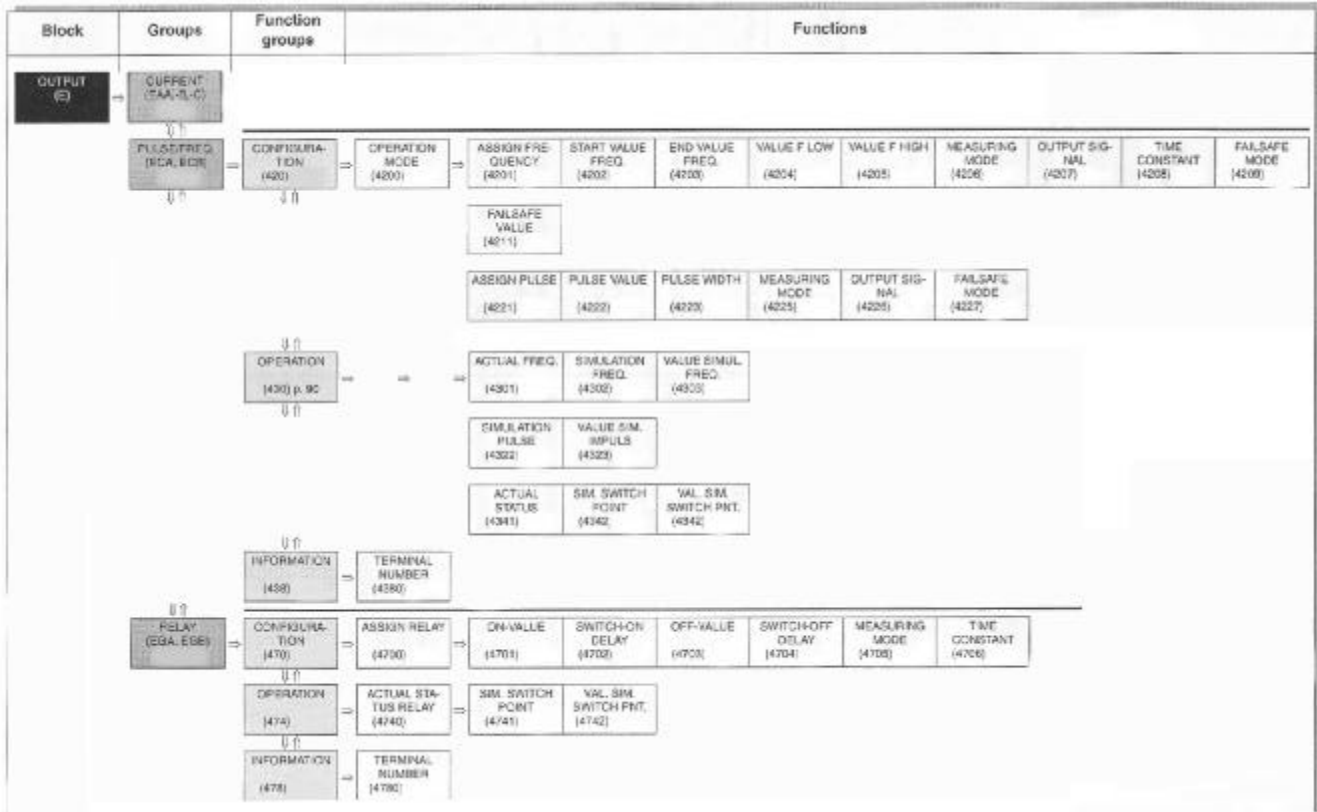 Block
Groups
Function groups
Functions
OUTPUT
(E)
CURRENT
PULSE/FREQ.
CONFIGURA-
TION
(420)
OPERATION
MODE
(4200)
ASSIGN FRE-
QUENCY
(4201)
START VALUE
FREQ.
(4202)
END VALUE
FREQ.
(4203)
VALUE F LOW
(4204)
VALUE F HIGH
(4205)
MEASURING
MODE
(4206)
OUTPUT SIG-
NAL
(4207)
TIME
CONSTANT
(4208)
FAILSAFE
MODE
(4209)
FAILSAFE
VALUE
(4211)
ASSIGN PULSE
(4221)
PULSE VALUE
(4222)
PULSE WIDTH
(4223)
MEASURING
MODE
(4225)
OUTPUT SIG-
NAL
(4226)
FAILSAFE
MODE
(4227)
OPERATION
(430) p. 90
ACTUAL FREQ.
(4301)
SIMULATION
FREQ.
(4302)
VALUE SIMUL.
FREQ.
(4303)
SIMULATION
PULSE
(4322)
VALUE SIM.
IMPULS
(4323)
ACTUAL
STATUS
(4341)
SIM. SWITCH
POINT
(4342)
VAL. SIM.
SWITCH PNT.
(4342)
INFORMATION
(438)
TERMINAL
NUMBER
(4380)
RELAY
CONFIGURA-
TION
(470)
ASSIGN RELAY
(4700)
ON-VALUE
(4701)
SWITCH-ON
DELAY
(4702)
OFF-VALUE
(4703)
SWITCH-OFF
DELAY
(4704)
MEASURING
MODE
(4705)
TIME
CONSTANT
(4706)
OPERATION
(474)
ACTUAL STA-
TUS RELAY
(4740)
SIM. SWITCH
POINT
(4741)
VAL. SIM.
SWITCH PNT.
(4742)
INFORMATION
(478)
TERMINAL
NUMBER
(4780)